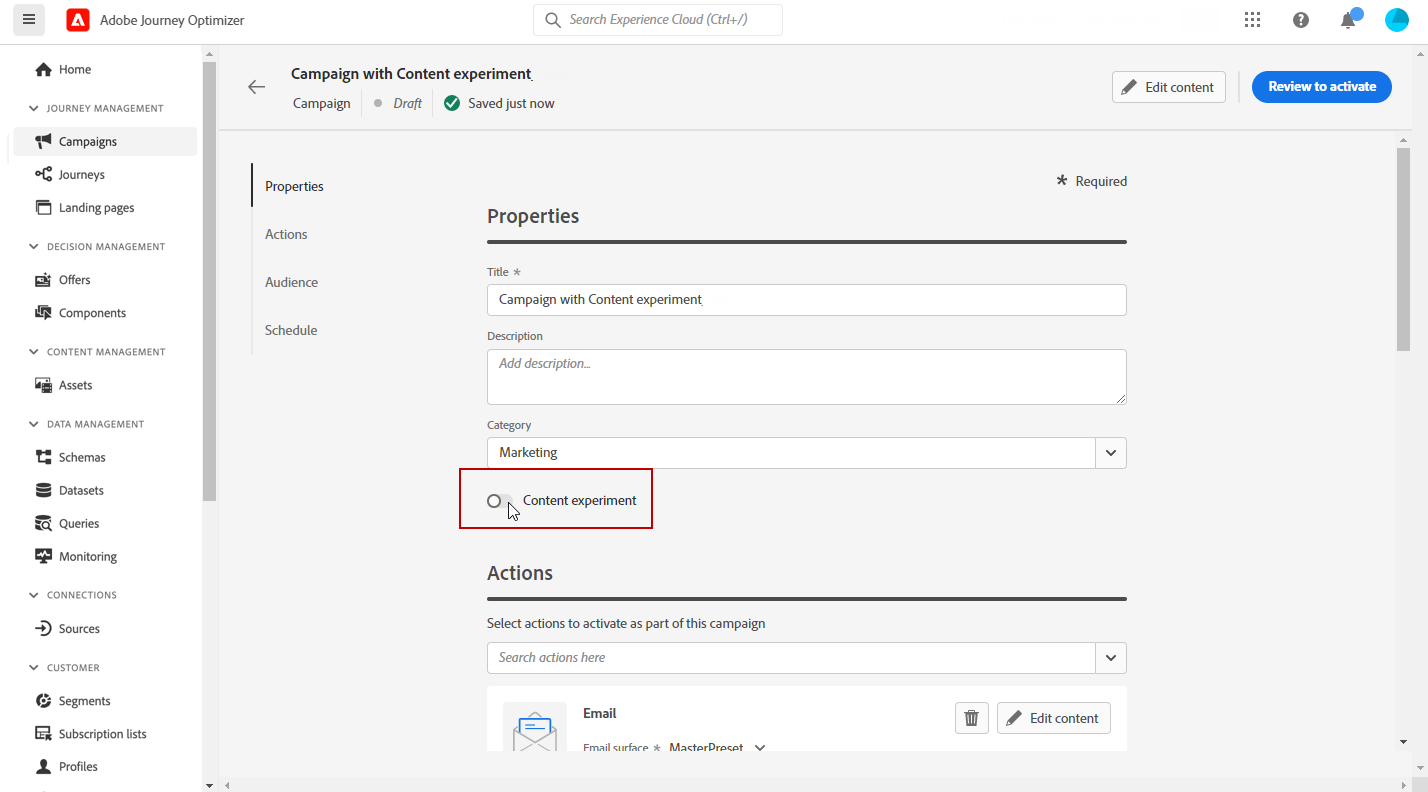 Adobe Journey Optimizer
Search Experience Cloud (Ctrl+/)
Home
JOURNEY MANAGEMENT
Campaigns
Journeys
Landing pages
DECISION MANAGEMENT
Offers
Components
CONTENT MANAGEMENT
Assets
DATA MANAGEMENT
Schemas
Datasets
Queries
Monitoring
CONNECTIONS
Sources
CUSTOMER
Segments
Subscription lists
Profiles
Campaign with Content experiment
Campaign Draft Saved just now
Edit content
Review to activate
Properties
Actions
Audience
Schedule
* Required
Properties
Title *
Campaign with Content experiment
Description
Add description...
Category
Marketing
Content experiment
Actions
Select actions to activate as part of this campaign
Search actions here
Email
Edit content
Email surface * MasterPreset